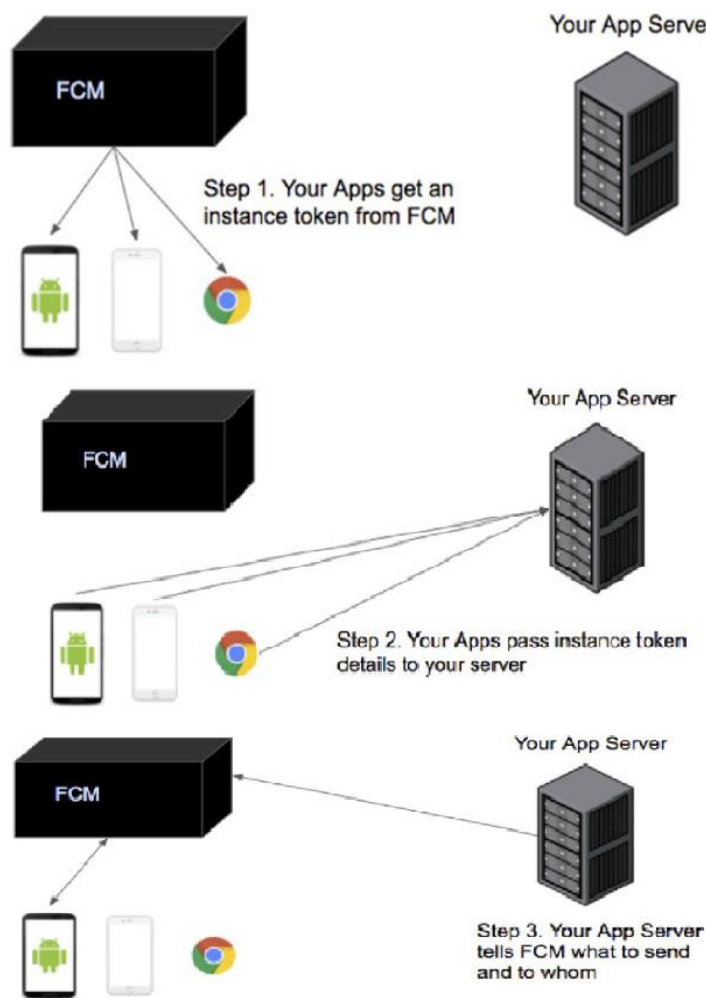 Your App Serve
FCM
Step 1. Your Apps get an
instance token from FCM
Your App Server
FCM
Step 2. Your Apps pass instance token
details to your server
Your App Server
FCM
Step 3. Your App Server
tells FCM what to send
and to whom